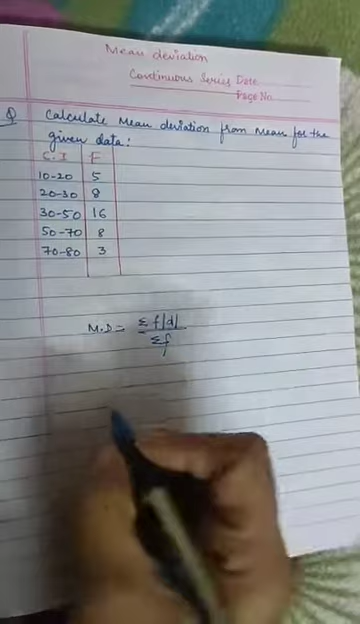 Mean deviation
Continuous Series Date
Page No.
Q Calculate Mean deviation from Mean for the
given data:
C.I F
10-20 5
20-30 8
30-50 16
50-70 8
70-80 3
M.D = Σf|d|
Σf